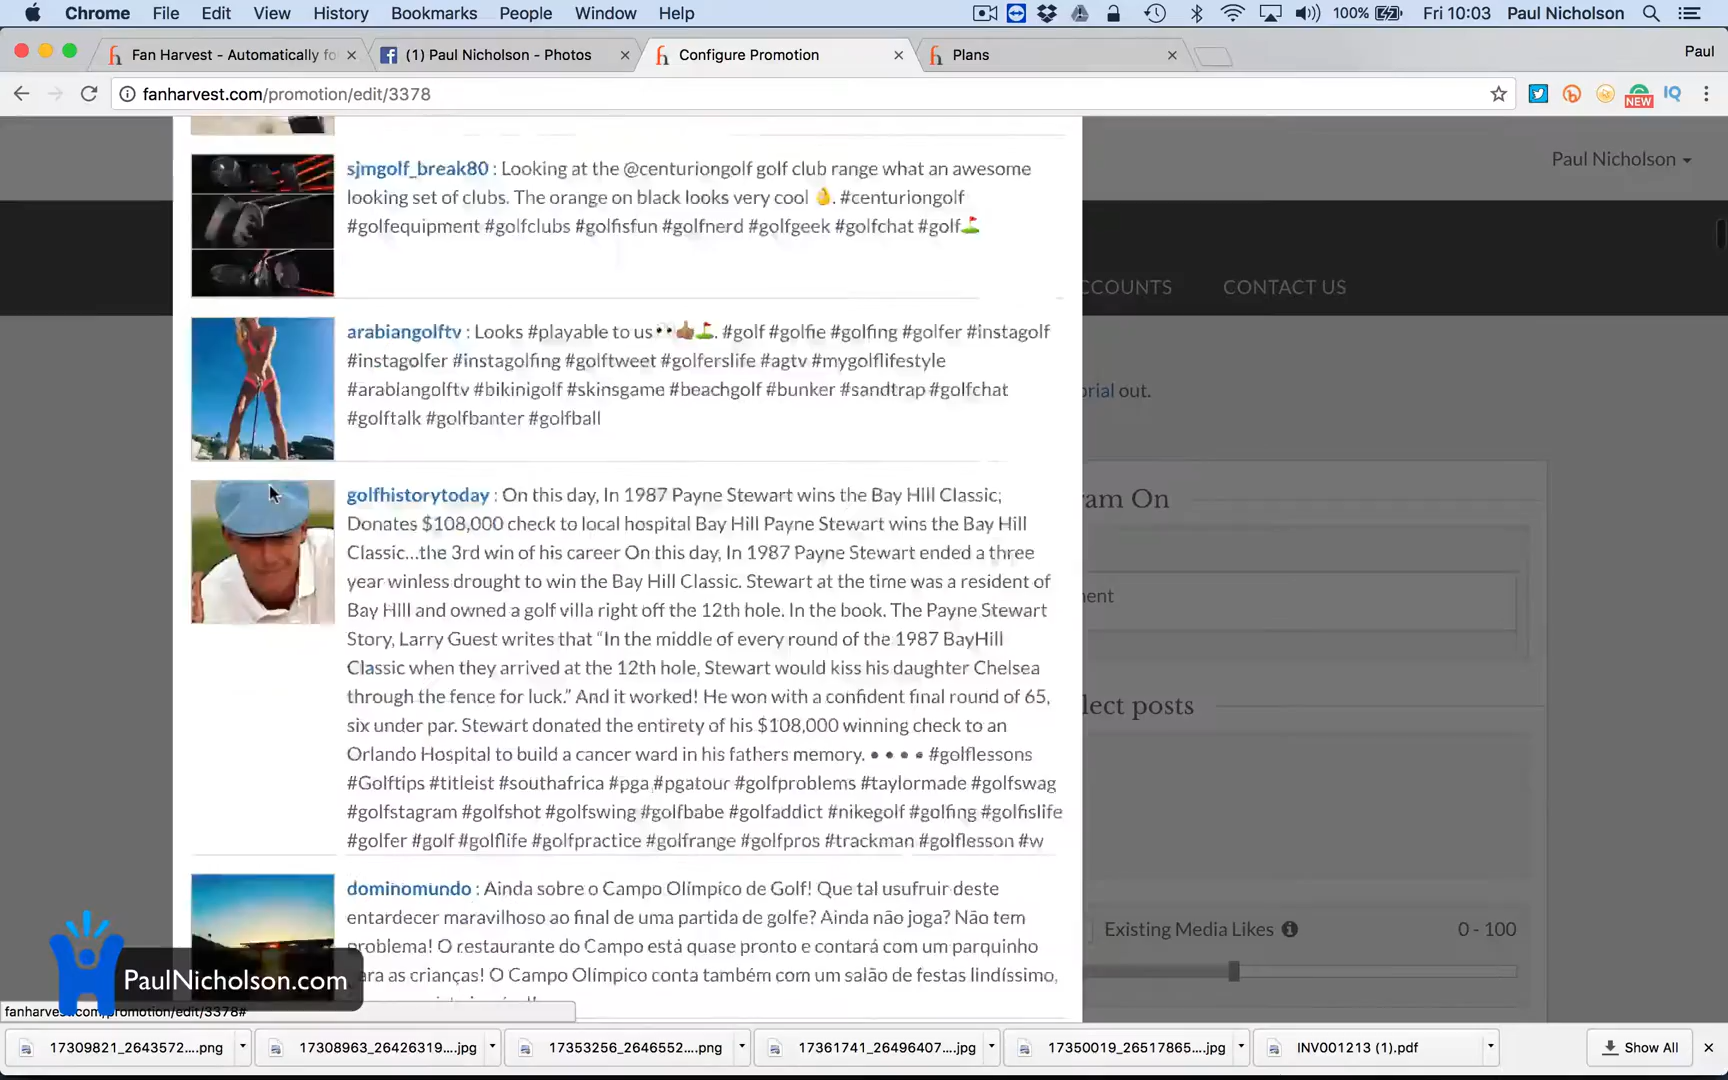 Chrome File Edit View History Bookmarks People Window Help 100% Fri 10:03 Paul Nicholson
Fan Harvest - Automatically fo (1) Paul Nicholson - Photos Configure Promotion Plans Paul
fanharvest.com/promotion/edit/3378 NEW IQ
Paul Nicholson
CCOUNTS CONTACT US
orial out.
ram On
ment
lect posts
Existing Media Likes 0 - 100
sjmgolf_break80 : Looking at the @centuriongolf golf club range what an awesome
looking set of clubs. The orange on black looks very cool 👌. #centuriongolf
#golfequipment #golfclubs #golfisfun #golfnerd #golfgeek #golfchat #golf⛳
arabiangolftv : Looks #playable to us👀👍🏽⛳. #golf #golfie #golfing #golfer #instagolf
#instagolfer #instagolfing #golftweet #golferslife #agtv #mygolflifestyle
#arabiangolftv #bikinigolf #skinsgame #beachgolf #bunker #sandtrap #golfchat
#golftalk #golfbanter #golfball
golfhistorytoday : On this day, In 1987 Payne Stewart wins the Bay Hill Classic;
Donates $108,000 check to local hospital Bay Hill Payne Stewart wins the Bay Hill
Classic...the 3rd win of his career On this day, In 1987 Payne Stewart ended a three
year winless drought to win the Bay Hill Classic. Stewart at the time was a resident of
Bay Hill and owned a golf villa right off the 12th hole. In the book. The Payne Stewart
Story, Larry Guest writes that “In the middle of every round of the 1987 BayHill
Classic when they arrived at the 12th hole, Stewart would kiss his daughter Chelsea
through the fence for luck.” And it worked! He won with a confident final round of 65,
six under par. Stewart donated the entirety of his $108,000 winning check to an
Orlando Hospital to build a cancer ward in his fathers memory. • • • • #golflessons
#Golftips #titleist #southafrica #pga #pgatour #golfproblems #taylormade #golfswag
#golfstagram #golfshot #golfswing #golfbabe #golfaddict #nikegolf #golfing #golfislife
#golfer #golf #golflife #golfpractice #golfrange #golfpros #trackman #golflesson #w
dominomundo : Ainda sobre o Campo Olímpico de Golf! Que tal usufruir deste
entardecer maravilhoso ao final de uma partida de golfe? Ainda não joga? Não tem
problema! O restaurante do Campo está quase pronto e contará com um parquinho
para as crianças! O Campo Olímpico conta também com um salão de festas lindíssimo,
PaulNicholson.com
fanharvest.com/promotion/edit/3378#
17309821_2643572....png 17308963_26426319...jpg 17353256_2646552....png 17361741_26496407...jpg 17350019_26517865...jpg INV001213 (1).pdf Show All